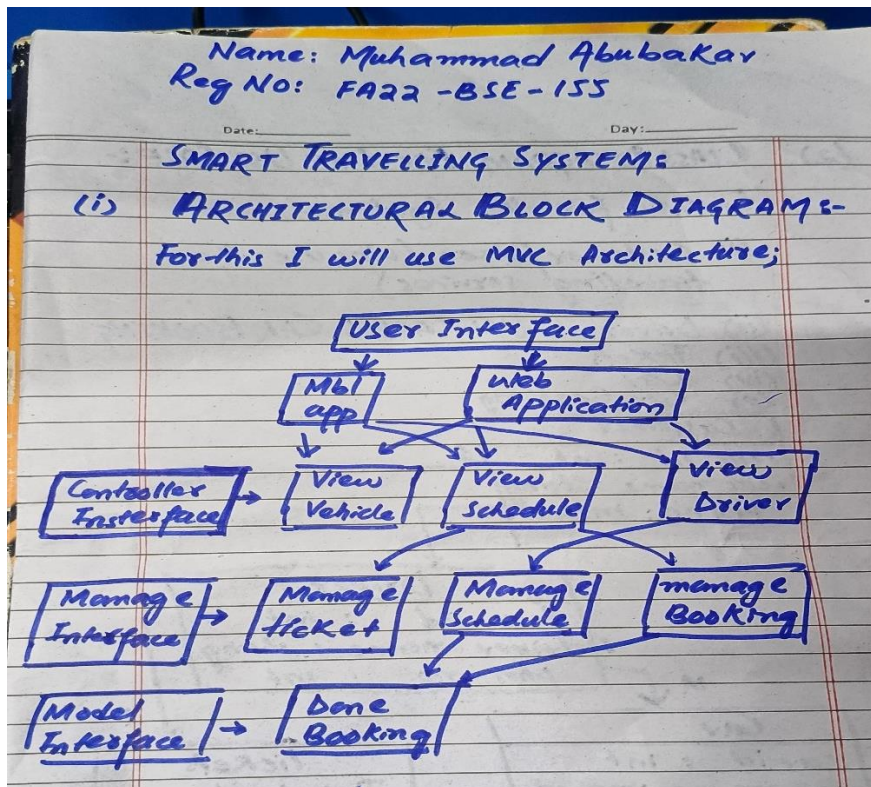 Name: Muhammad Abubakar
Reg No: FA22-BSE-155
Date:
Day:
SMART TRAVELLING SYSTEM:
(i) ARCHITECTURAL BLOCK DIAGRAM:-
For this I will use MVC Architecture;
User Interface
Mbl
app
Web
Application
Controller
Insterface
View
Vehicle
View
Schedule
View
Driver
Manage
Interface
Manage
ticket
Manage
Schedule
manage
Booking
Model
Interface
Done
Booking